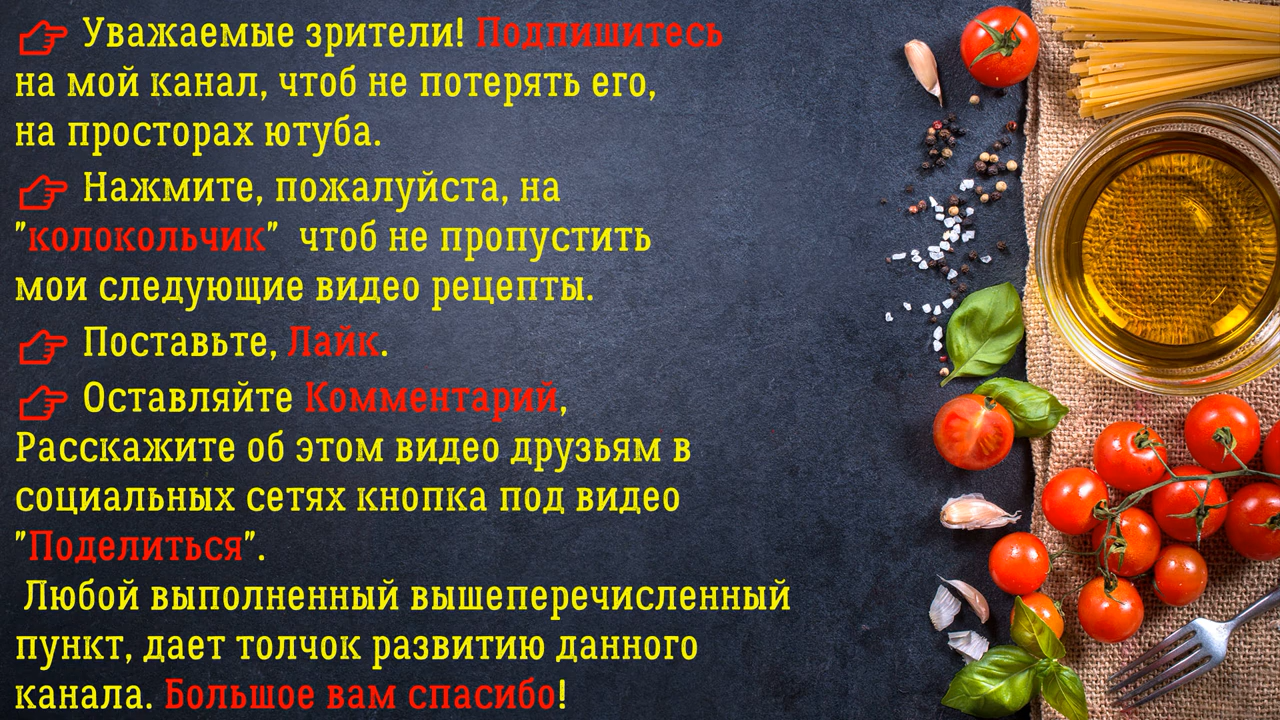 Уважаемые зрители! Подпишитесь
на мой канал, чтоб не потерять его,
на просторах ютуба.
Нажмите, пожалуйста, на
"колокольчик" чтоб не пропустить
мои следующие видео рецепты.
Поставьте, Лайк.
Оставляйте Комментарий,
Расскажите об этом видео друзьям в
социальных сетях кнопка под видео
"Поделиться".
Любой выполненный вышеперечисленный
пункт, дает толчок развитию данного
канала. Большое вам спасибо!